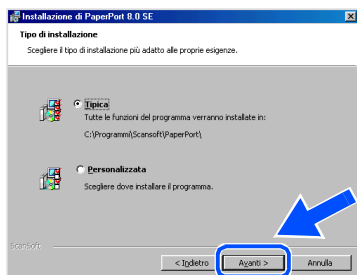 Installazione di PaperPort 8.0 SE
Tipo di installazione
Scegliere il tipo di installazione più adatto alle proprie esigenze.
Tipica
Tutte le funzioni del programma verranno installate in:
C:\Programmi\Scansoft\PaperPort\
Personalizzata
Scegliere dove installare il programma.
ScanSoft
< Indietro
Avanti >
Annulla